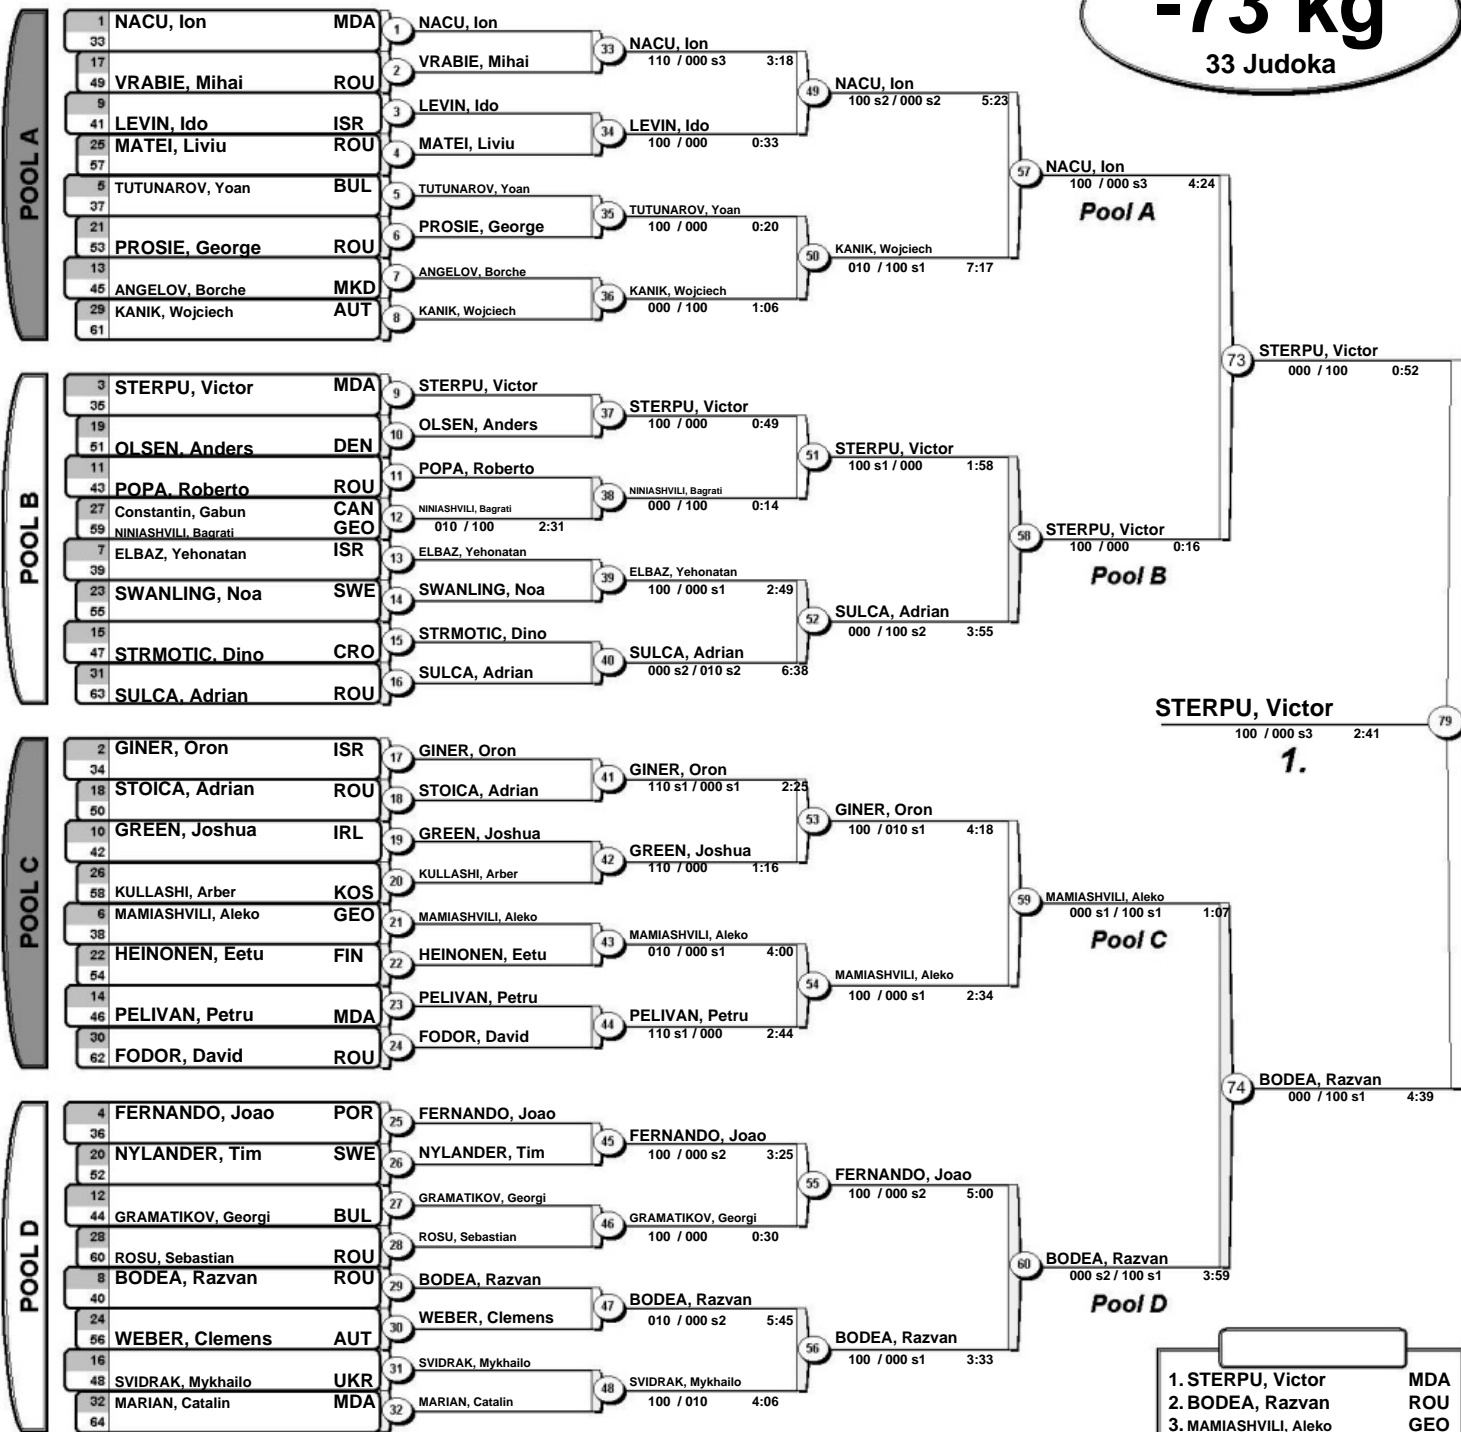 -73 kg
33 Judoka
POOL A
1 NACU, Ion MDA
33
17
49 VRABIE, Mihai ROU
9
41 LEVIN, Ido ISR
25 MATEI, Liviu ROU
57
5 TUTUNAROV, Yoan BUL
37
21
53 PROSIE, George ROU
13
45 ANGELOV, Borche MKD
29 KANIK, Wojciech AUT
61
1 NACU, Ion
2 VRABIE, Mihai
3 LEVIN, Ido
4 MATEI, Liviu
5 TUTUNAROV, Yoan
6 PROSIE, George
7 ANGELOV, Borche
8 KANIK, Wojciech
33 NACU, Ion
110 / 000 s3 3:18
34 LEVIN, Ido
100 / 000 0:33
35 TUTUNAROV, Yoan
100 / 000 0:20
36 KANIK, Wojciech
000 / 100 1:06
49 NACU, Ion
100 s2 / 000 s2 5:23
50 KANIK, Wojciech
010 / 100 s1 7:17
57 NACU, Ion
100 / 000 s3 4:24
Pool A
POOL B
3 STERPU, Victor MDA
35
19
51 OLSEN, Anders DEN
11
43 POPA, Roberto ROU
27 Constantin, Gabun CAN
59 NINIASHVILI, Bagrati GEO
7 ELBAZ, Yehonatan ISR
39
23 SWANLING, Noa SWE
55
15
47 STRMOTIC, Dino CRO
31
63 SULCA, Adrian ROU
9 STERPU, Victor
10 OLSEN, Anders
11 POPA, Roberto
12 NINIASHVILI, Bagrati
010 / 100 2:31
13 ELBAZ, Yehonatan
14 SWANLING, Noa
15 STRMOTIC, Dino
16 SULCA, Adrian
37 STERPU, Victor
100 / 000 0:49
38 NINIASHVILI, Bagrati
000 / 100 0:14
39 ELBAZ, Yehonatan
100 / 000 s1 2:49
40 SULCA, Adrian
000 s2 / 010 s2 6:38
51 STERPU, Victor
100 s1 / 000 1:58
52 SULCA, Adrian
000 / 100 s2 3:55
58 STERPU, Victor
100 / 000 0:16
Pool B
73 STERPU, Victor
000 / 100 0:52
POOL C
2 GINER, Oron ISR
34
18 STOICA, Adrian ROU
50
10 GREEN, Joshua IRL
42
26
58 KULLASHI, Arber KOS
6 MAMIASHVILI, Aleko GEO
38
22 HEINONEN, Eetu FIN
54
14
46 PELIVAN, Petru MDA
30
62 FODOR, David ROU
17 GINER, Oron
18 STOICA, Adrian
19 GREEN, Joshua
20 KULLASHI, Arber
21 MAMIASHVILI, Aleko
22 HEINONEN, Eetu
23 PELIVAN, Petru
24 FODOR, David
41 GINER, Oron
110 s1 / 000 s1 2:25
42 GREEN, Joshua
110 / 000 1:16
43 MAMIASHVILI, Aleko
010 / 000 s1 4:00
44 PELIVAN, Petru
110 s1 / 000 2:44
53 GINER, Oron
100 / 010 s1 4:18
54 MAMIASHVILI, Aleko
100 / 000 s1 2:34
59 MAMIASHVILI, Aleko
000 s1 / 100 s1 1:07
Pool C
STERPU, Victor 79
100 / 000 s3 2:41
1.
POOL D
4 FERNANDO, Joao POR
36
20 NYLANDER, Tim SWE
52
12
44 GRAMATIKOV, Georgi BUL
28
60 ROSU, Sebastian ROU
8 BODEA, Razvan ROU
40
24
56 WEBER, Clemens AUT
16
48 SVIDRAK, Mykhailo UKR
32 MARIAN, Catalin MDA
64
25 FERNANDO, Joao
26 NYLANDER, Tim
27 GRAMATIKOV, Georgi
28 ROSU, Sebastian
29 BODEA, Razvan
30 WEBER, Clemens
31 SVIDRAK, Mykhailo
32 MARIAN, Catalin
45 FERNANDO, Joao
100 / 000 s2 3:25
46 GRAMATIKOV, Georgi
100 / 000 0:30
47 BODEA, Razvan
010 / 000 s2 5:45
48 SVIDRAK, Mykhailo
100 / 010 4:06
55 FERNANDO, Joao
100 / 000 s2 5:00
56 BODEA, Razvan
100 / 000 s1 3:33
60 BODEA, Razvan
000 s2 / 100 s1 3:59
Pool D
74 BODEA, Razvan
000 / 100 s1 4:39
1. STERPU, Victor MDA
2. BODEA, Razvan ROU
3. MAMIASHVILI, Aleko GEO